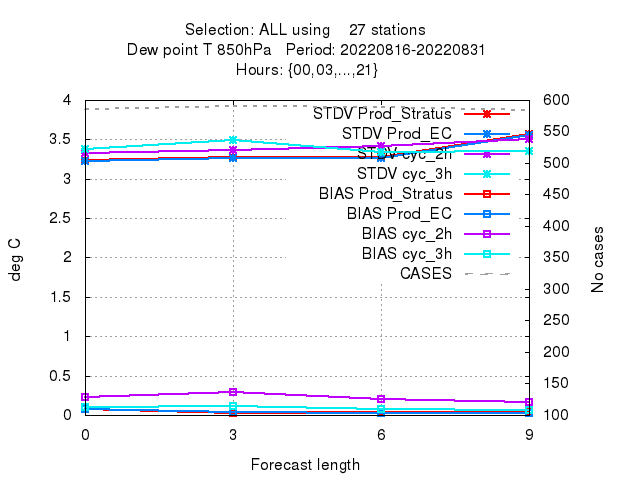 Selection: ALL using 27 stations
Dew point T 850hPa Period: 20220816-20220831
Hours: {00,03,...,21}
4 600
STDV Prod_Stratus
3.5 550
STDV Prod_EC
STDV cyc_2h
3 500
STDV cyc_3h
BIAS Prod_Stratus
2.5 450
BIAS Prod_EC
2 400
BIAS cyc_2h
BIAS cyc_3h
350
CASES
1.5 300
1 250
200
0.5 150
0 100
deg C
No cases
0 3 6 9
Forecast length